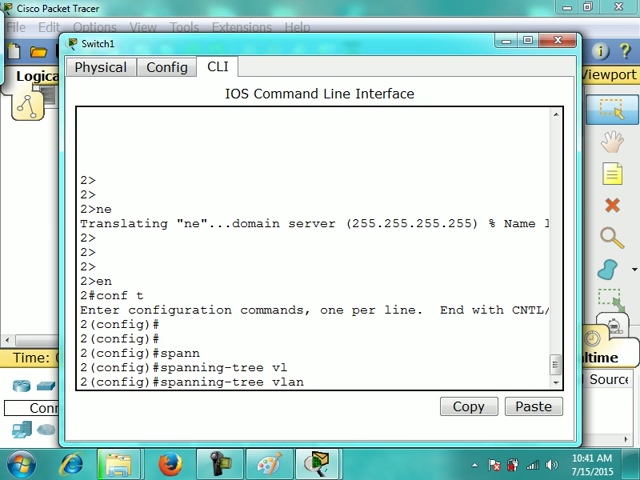 Cisco Packet Tracer
File Edit Options View Tools Extensions Help
Logica
Viewport
Switch1
Physical Config CLI
IOS Command Line Interface
2>
2>
2>ne
Translating "ne"...domain server (255.255.255.255) % Name l
2>
2>
2>
2>en
2#conf t
Enter configuration commands, one per line.  End with CNTL/
2(config)#
2(config)#
2(config)#spann
2(config)#spanning-tree vl
2(config)#spanning-tree vlan
Copy Paste
Time:
altime
Sourc
Conn
10:41 AM
7/15/2015